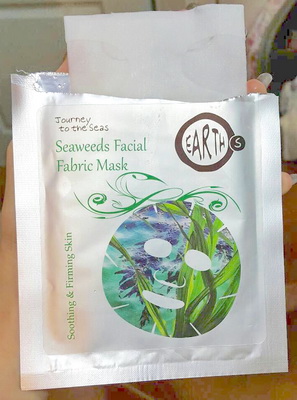 Journey
to the Seas
Seaweeds Facial
Fabric Mask
EARTH S
Soothing & Firming Skin